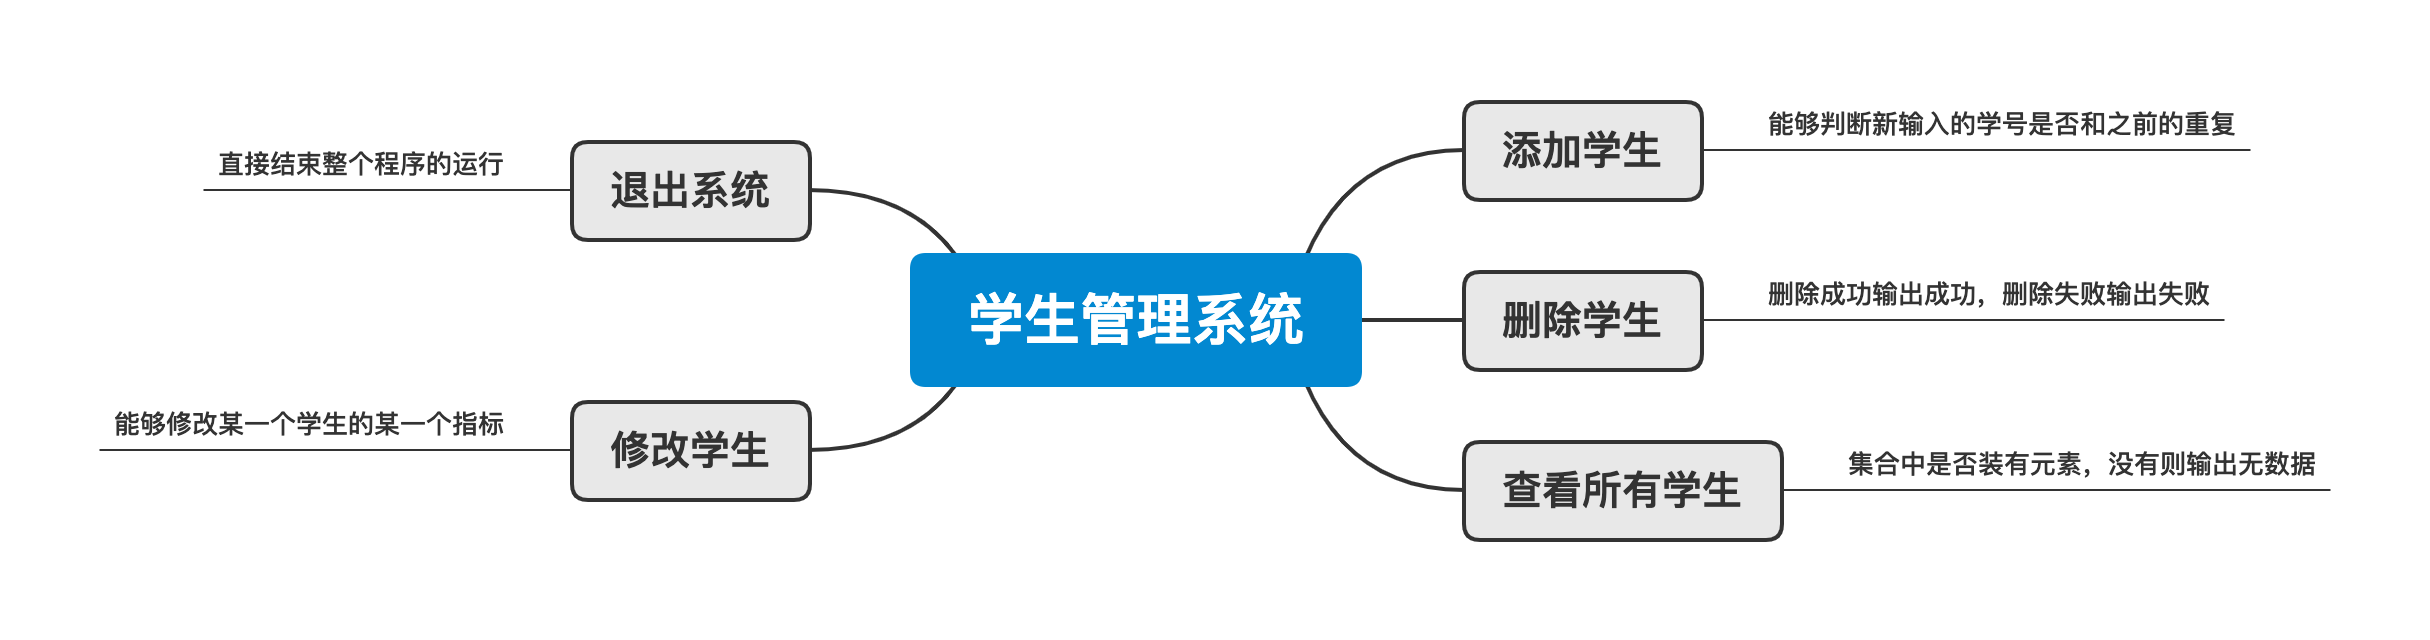 学生管理系统
添加学生
能够判断新输入的学号是否和之前的重复
删除学生
删除成功输出成功，删除失败输出失败
查看所有学生
集合中是否装有元素，没有则输出无数据
修改学生
能够修改某一个学生的某一个指标
退出系统
直接结束整个程序的运行